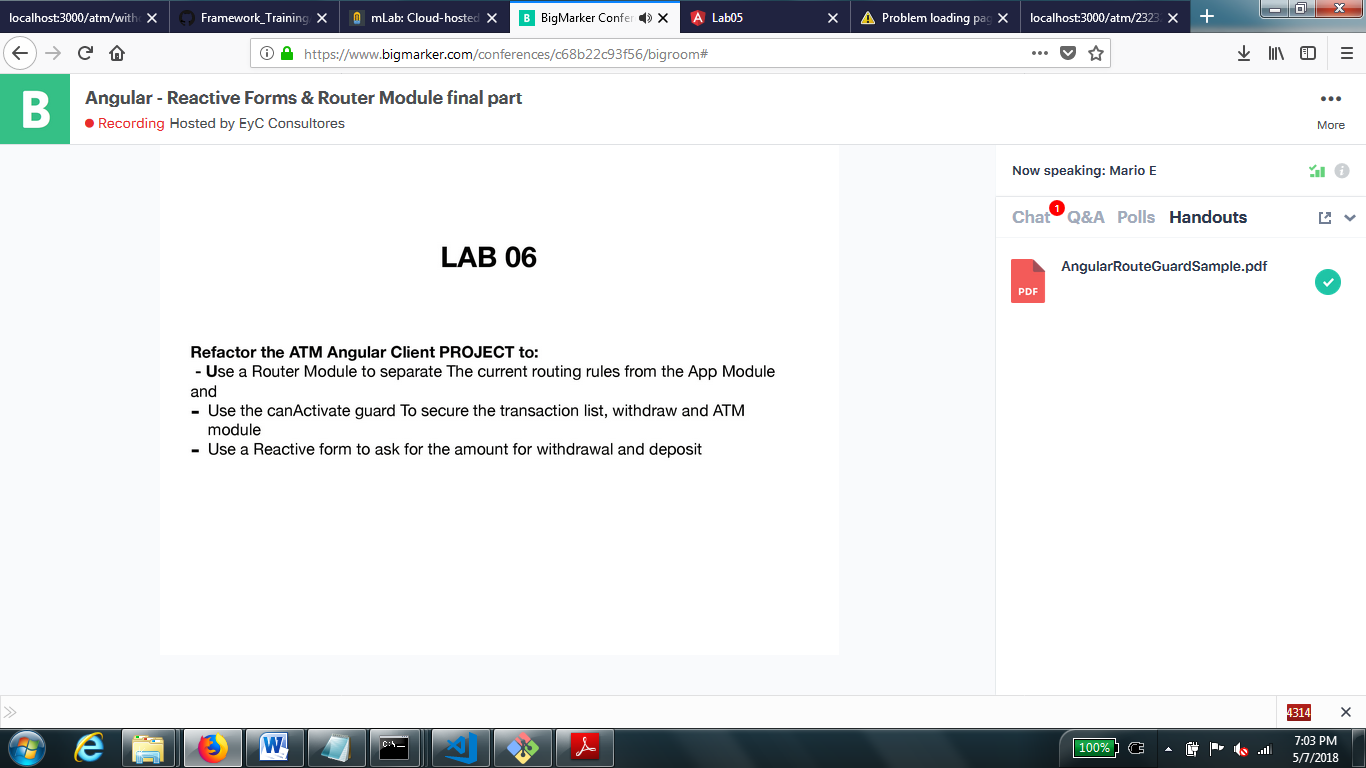 localhost:3000/atm/with
Framework_Training
mLab: Cloud-hosted
BigMarker Confer
Lab05
Problem loading pag
localhost:3000/atm/2323
https://www.bigmarker.com/conferences/c68b22c93f56/bigroom#
B
Angular - Reactive Forms & Router Module final part
Recording Hosted by EyC Consultores
More
LAB 06
Refactor the ATM Angular Client PROJECT to:
- Use a Router Module to separate The current routing rules from the App Module
and
- Use the canActivate guard To secure the transaction list, withdraw and ATM
module
- Use a Reactive form to ask for the amount for withdrawal and deposit
Now speaking: Mario E
Chat 1 Q&A Polls Handouts
PDF
AngularRouteGuardSample.pdf
4314
C:\
100%
7:03 PM
5/7/2018